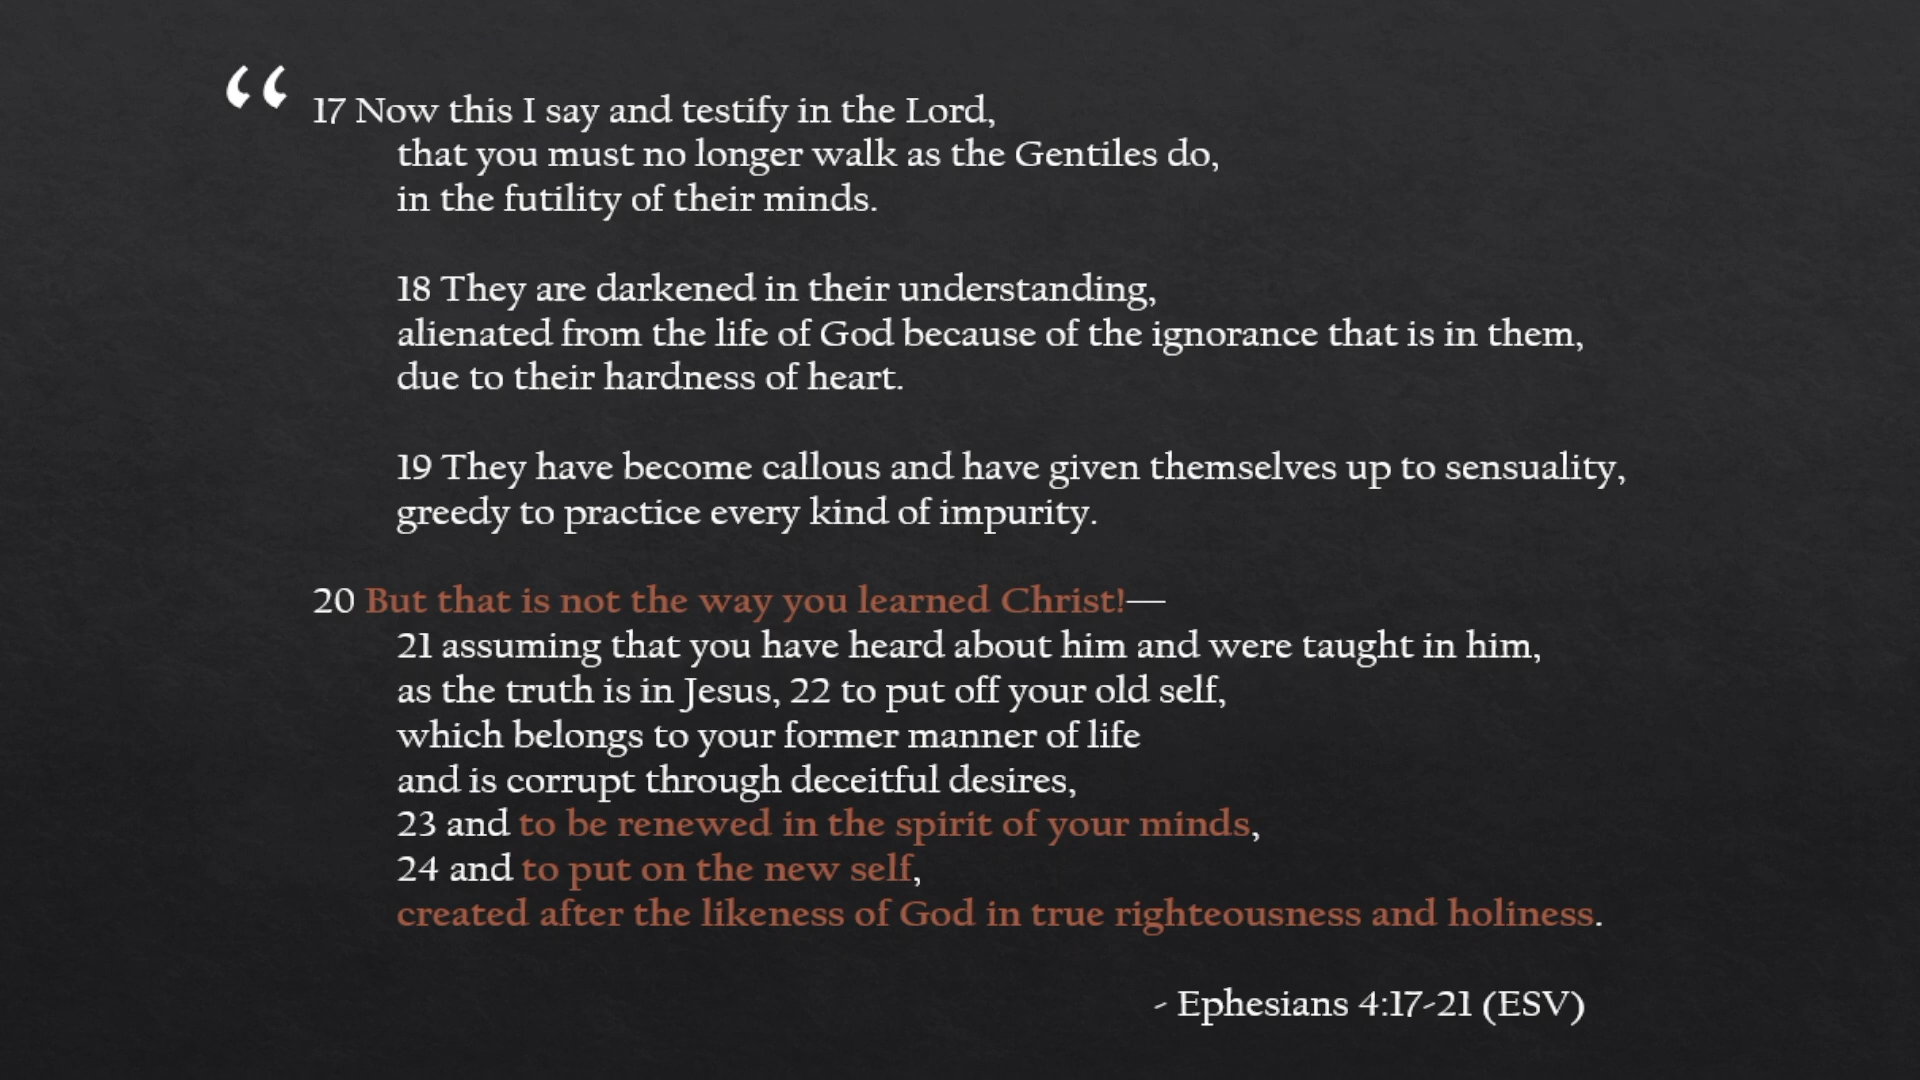 “ 17 Now this I say and testify in the Lord,
that you must no longer walk as the Gentiles do,
in the futility of their minds.
18 They are darkened in their understanding,
alienated from the life of God because of the ignorance that is in them,
due to their hardness of heart.
19 They have become callous and have given themselves up to sensuality,
greedy to practice every kind of impurity.
20 But that is not the way you learned Christ!—
21 assuming that you have heard about him and were taught in him,
as the truth is in Jesus, 22 to put off your old self,
which belongs to your former manner of life
and is corrupt through deceitful desires,
23 and to be renewed in the spirit of your minds,
24 and to put on the new self,
created after the likeness of God in true righteousness and holiness.
- Ephesians 4:17-21 (ESV)